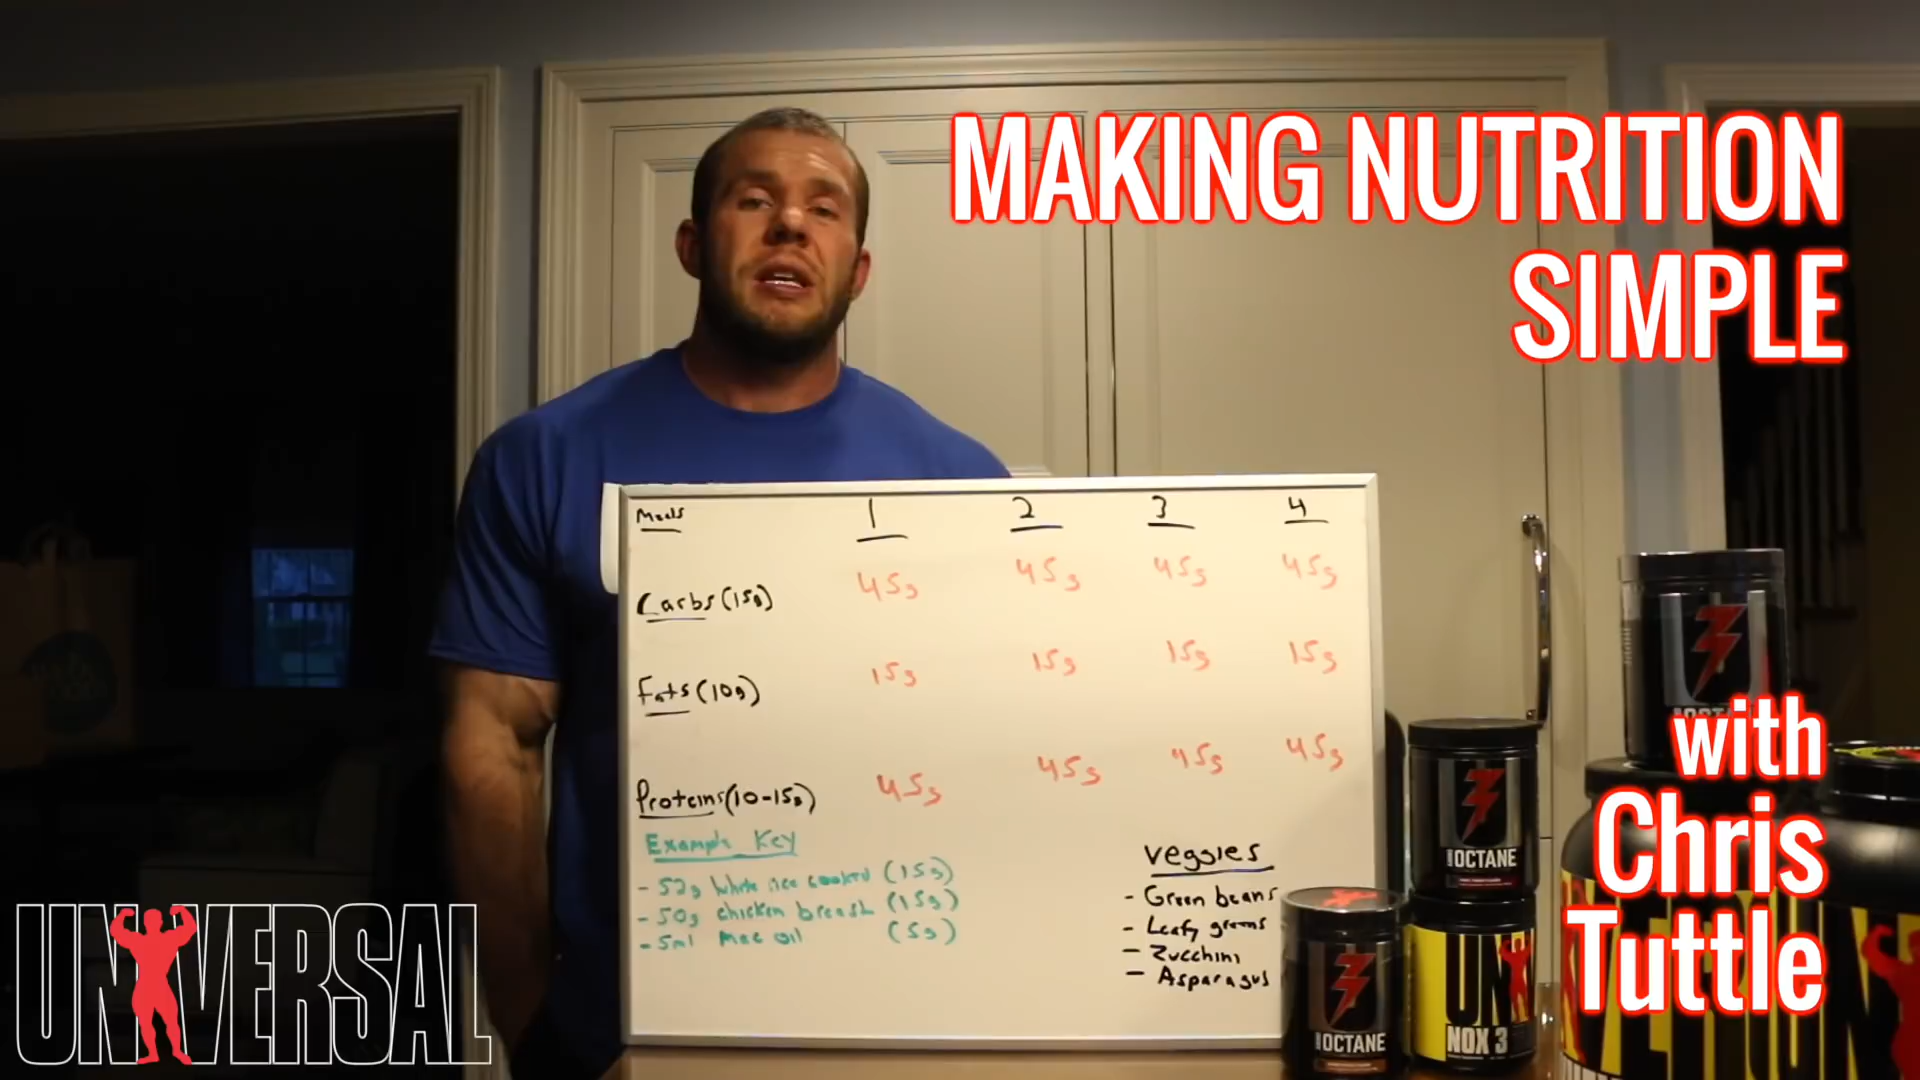 MAKING NUTRITION
SIMPLE
Meals 1 2 3 4
Carbs (15g) 45g 45g 45g 45g
Fats (10g) 15g 15g 15g 15g
Proteins (10-15g) 45g 45g 45g 45g
Example Key
- 52g white rice cooked (15g)
- 50g chicken breast (15g)
- 5ml Mac oil (5g)
Veggies
- Green beans
- Leafy greens
- Zucchini
- Asparagus
with
Chris
Tuttle
UNIVERSAL
OCTANE
OCTANE
UN
NOX 3